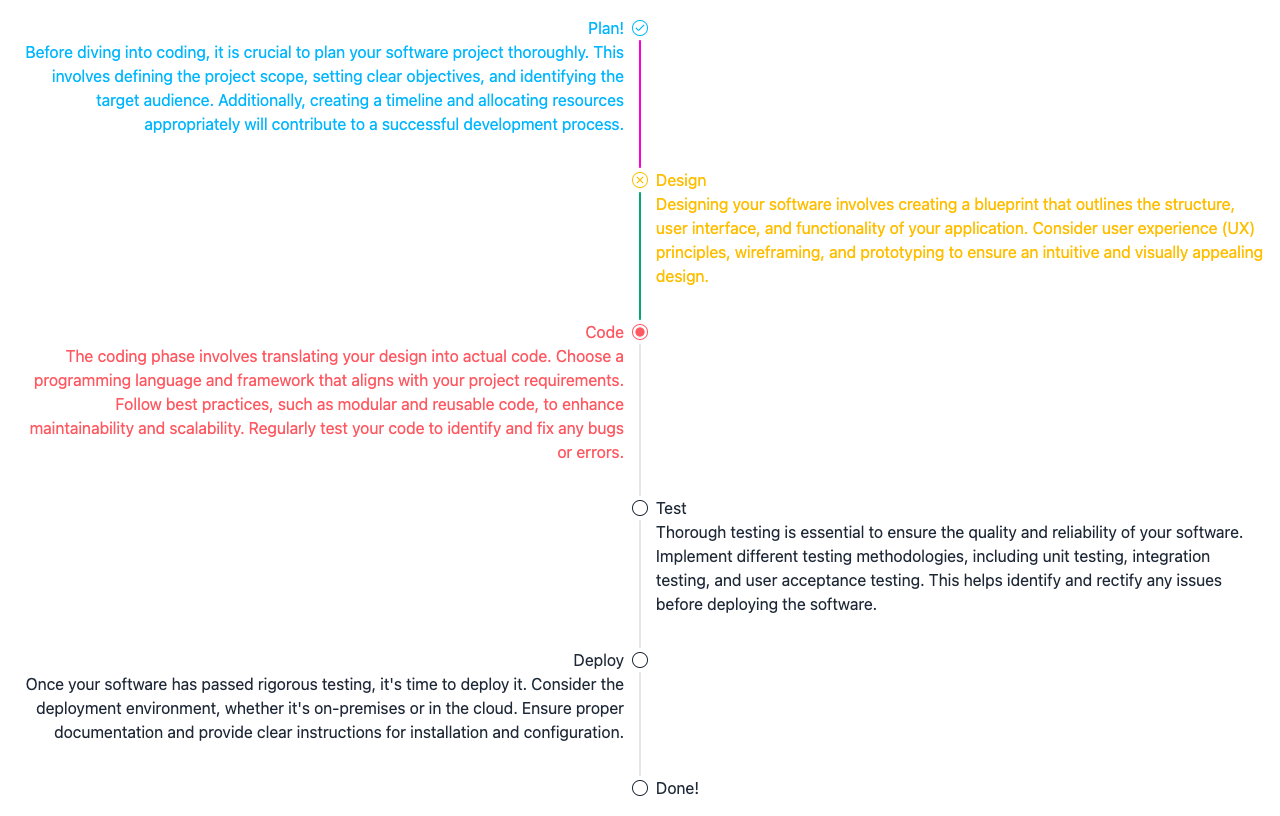 Plan!
Before diving into coding, it is crucial to plan your software project thoroughly. This
involves defining the project scope, setting clear objectives, and identifying the
target audience. Additionally, creating a timeline and allocating resources
appropriately will contribute to a successful development process.
Design
Designing your software involves creating a blueprint that outlines the structure,
user interface, and functionality of your application. Consider user experience (UX)
principles, wireframing, and prototyping to ensure an intuitive and visually appealing
design.
Code
The coding phase involves translating your design into actual code. Choose a
programming language and framework that aligns with your project requirements.
Follow best practices, such as modular and reusable code, to enhance
maintainability and scalability. Regularly test your code to identify and fix any bugs
or errors.
Test
Thorough testing is essential to ensure the quality and reliability of your software.
Implement different testing methodologies, including unit testing, integration
testing, and user acceptance testing. This helps identify and rectify any issues
before deploying the software.
Deploy
Once your software has passed rigorous testing, it's time to deploy it. Consider the
deployment environment, whether it's on-premises or in the cloud. Ensure proper
documentation and provide clear instructions for installation and configuration.
Done!